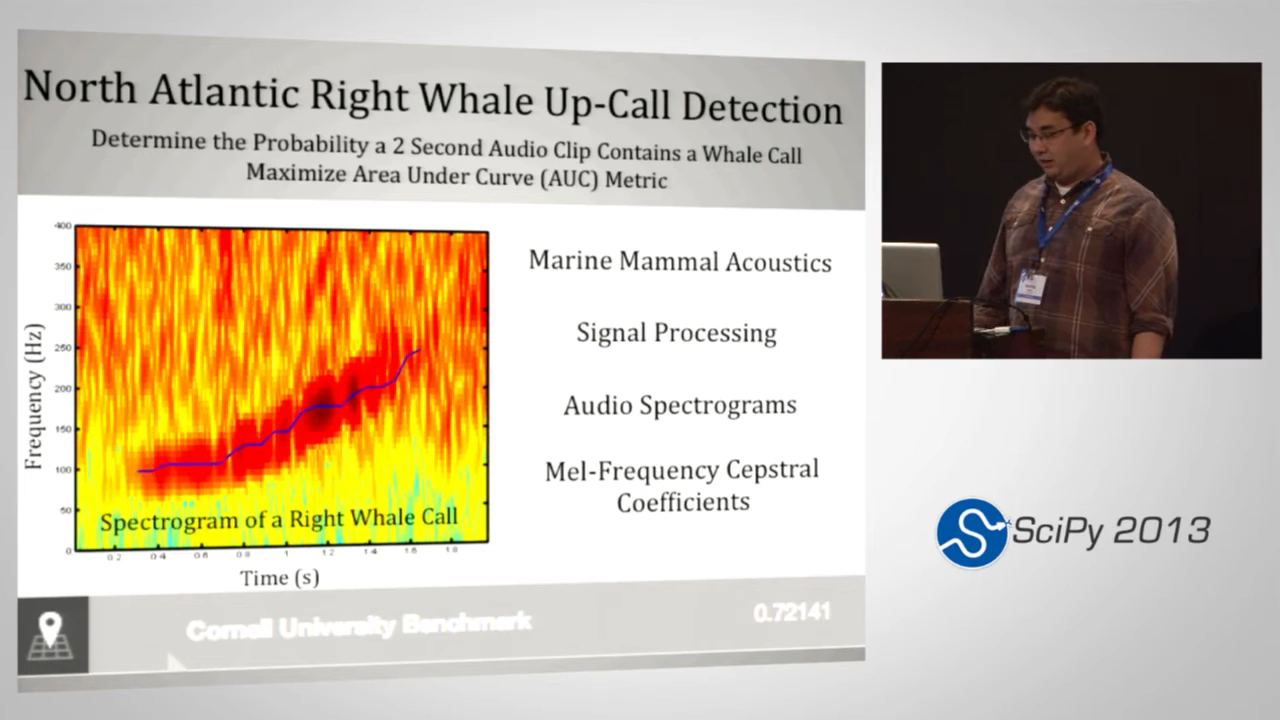 North Atlantic Right Whale Up-Call Detection
Determine the Probability a 2 Second Audio Clip Contains a Whale Call
Maximize Area Under Curve (AUC) Metric
400
350
300
250
200
150
100
50
0
Frequency (Hz)
Spectrogram of a Right Whale Call
0.2 0.4 0.6 0.8 1 1.2 1.4 1.6 1.8
Time (s)
Marine Mammal Acoustics
Signal Processing
Audio Spectrograms
Mel-Frequency Cepstral
Coefficients
Cornell University Benchmark
0.72141
SciPy 2013